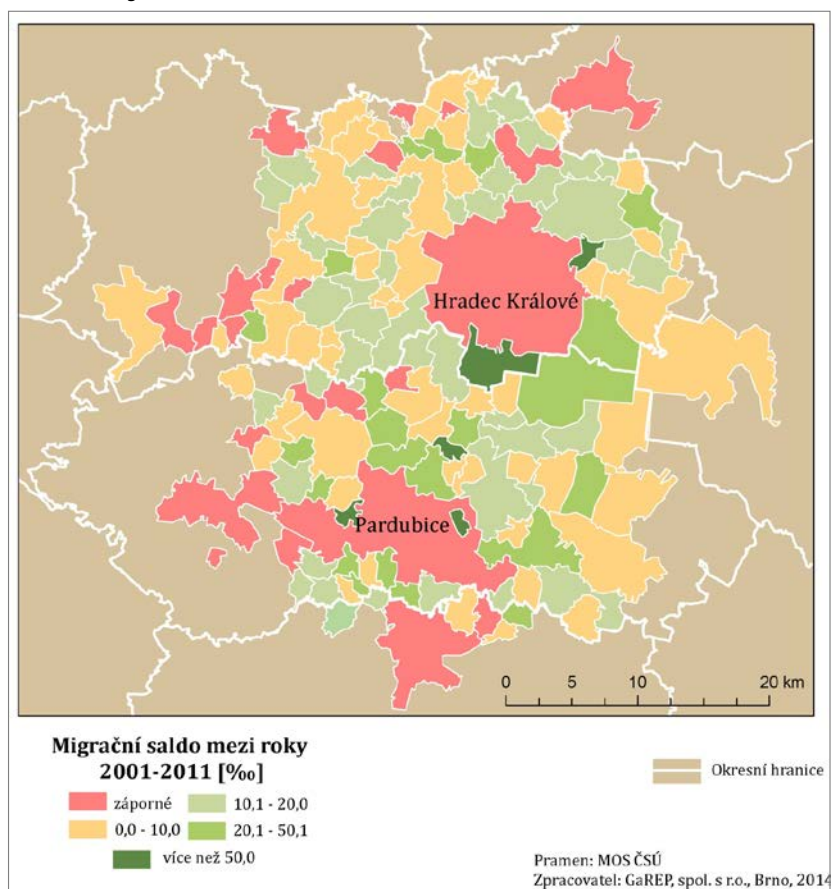 Hradec Králové
Pardubice
0 5 10 20 km
Migrační saldo mezi roky
2001-2011 [‰]
záporné
10,1 - 20,0
0,0 - 10,0
20,1 - 50,1
více než 50,0
Okresní hranice
Pramen: MOS ČSÚ
Zpracovatel: GaREP, spol. s r.o., Brno, 2014